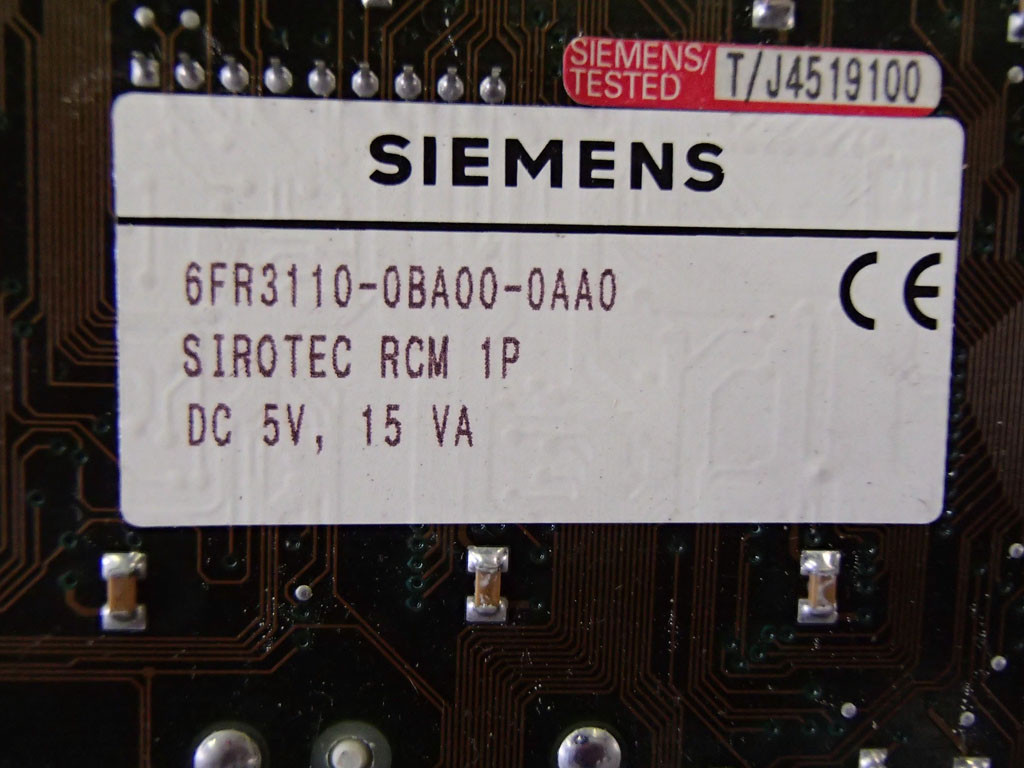 SIEMENS/ T/J4519100
TESTED
SIEMENS
6FR3110-0BA00-0AA0
CE
SIROTEC RCM 1P
DC 5V, 15 VA